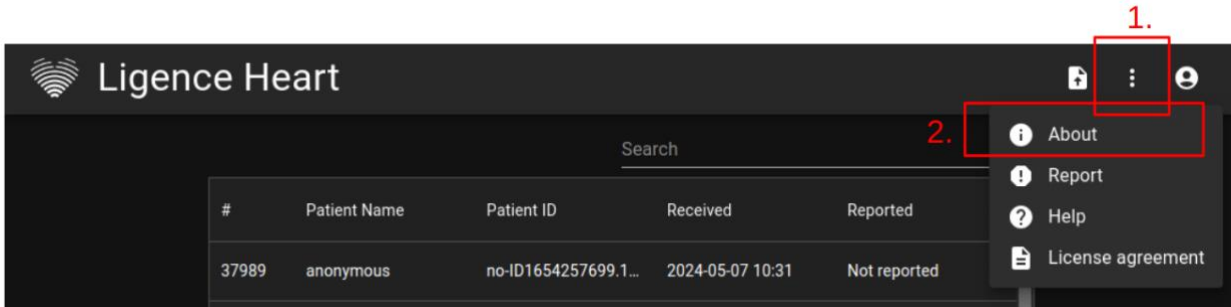 1.
Ligence Heart
2.
About
Search
Report
# Patient Name Patient ID Received Reported
Help
37989 anonymous no-ID1654257699.1... 2024-05-07 10:31 Not reported
License agreement